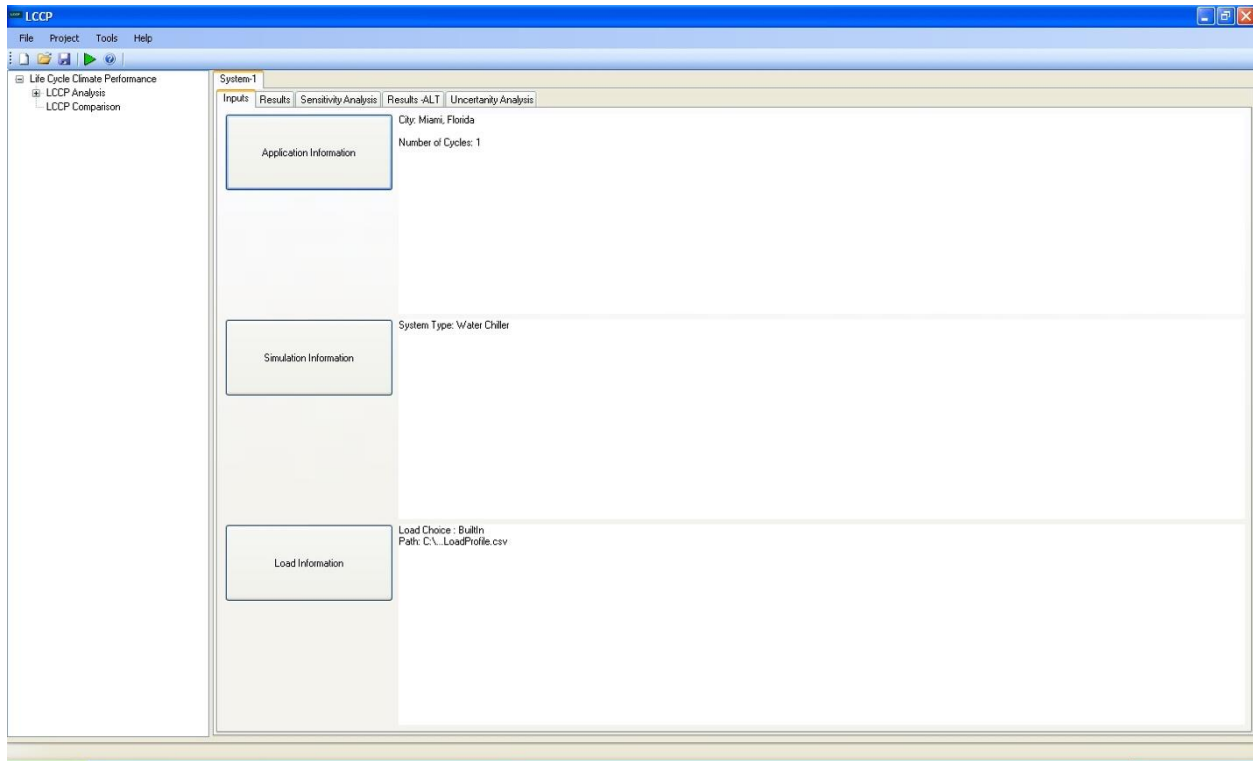 LCCP
File Project Tools Help
Life Cycle Climate Performance
LCCP Analysis
LCCP Comparison
System-1
Inputs Results Sensitivity Analysis Results -ALT Uncertanity Analysis
Application Information
City: Miami, Florida
Number of Cycles: 1
Simulation Information
System Type: Water Chiller
Load Information
Load Choice : BuiltIn
Path: C:\...LoadProfile.csv